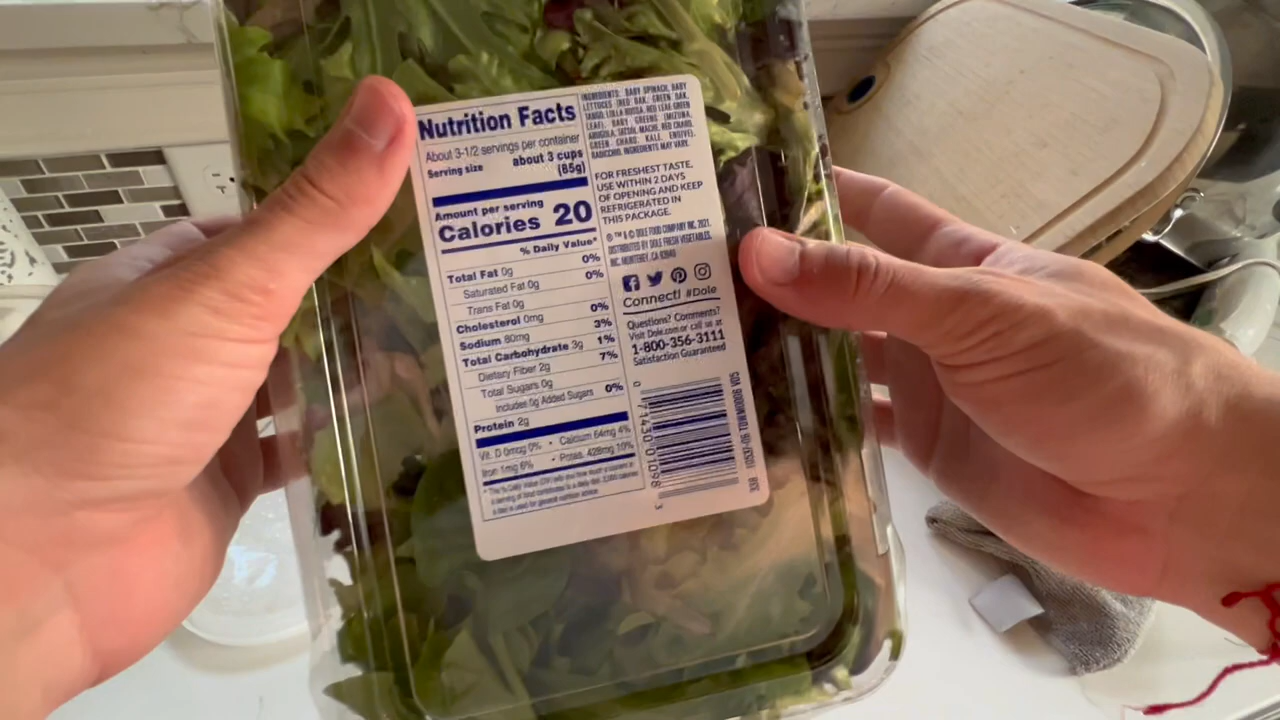 Nutrition Facts
About 3-1/2 servings per container
Serving size about 3 cups
(85g)
Amount per serving
Calories 20
% Daily Value*
Total Fat 0g 0%
Saturated Fat 0g 0%
Trans Fat 0g
Cholesterol 0mg 0%
Sodium 80mg 3%
Total Carbohydrate 3g 1%
Dietary Fiber 2g 7%
Total Sugars 0g
Includes 0g Added Sugars 0%
Protein 2g
Vit. D 0mcg 0% • Calcium 64mg 4%
Iron 1mg 6% • Potas. 428mg 10%
INGREDIENTS: BABY SPINACH, BABY
LETTUCES (RED OAK, GREEN OAK,
TANGO, LOLLA ROSSA, RED LEAF, GREEN
LEAF), BABY GREENS (MIZUNA,
ARUGULA, TATSOI, MACHE, RED CHARD,
GREEN CHARD, KALE, ENDIVE),
RADICCHIO. INGREDIENTS MAY VARY.
FOR FRESHEST TASTE,
USE WITHIN 2 DAYS
OF OPENING AND KEEP
REFRIGERATED IN
THIS PACKAGE.
® ™ & © DOLE FOOD COMPANY INC. 2021.
DISTRIBUTED BY DOLE FRESH VEGETABLES,
INC. MONTEREY, CA 93940
Connect! #Dole
Questions? Comments?
Visit Dole.com or call us at
1-800-356-3111
Satisfaction Guaranteed
0 71430 01098 3